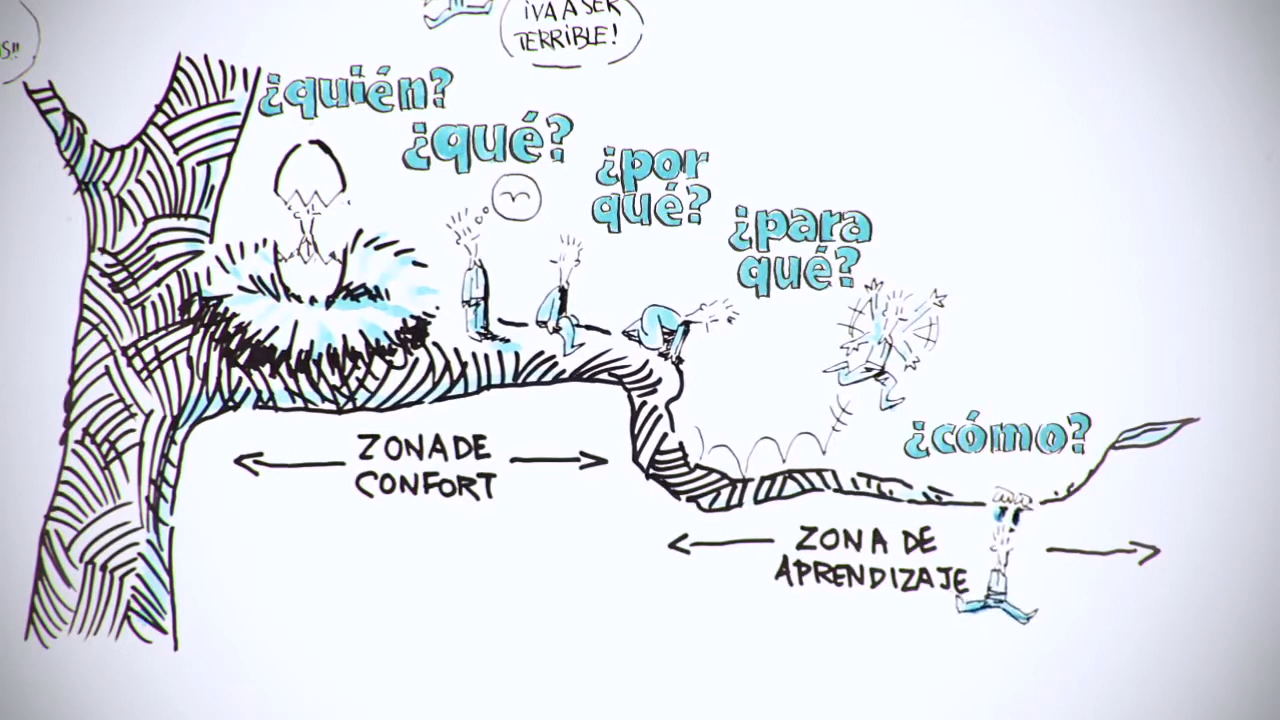 ¡VA A SER
TERRIBLE!
¿quién?
¿qué?
¿por
qué?
¿para
qué?
¿cómo?
ZONA DE
CONFORT
ZONA DE
APRENDIZAJE